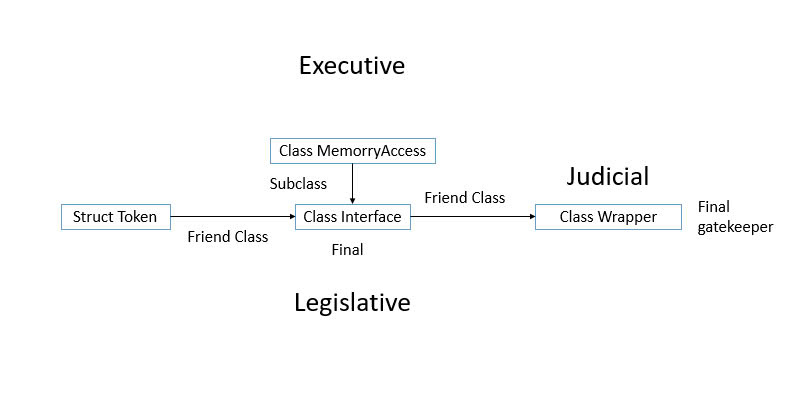 Executive
Class MemorryAccess
Subclass
Judicial
Friend Class
Struct Token
Class Interface
Class Wrapper
Final
gatekeeper
Friend Class
Final
Legislative